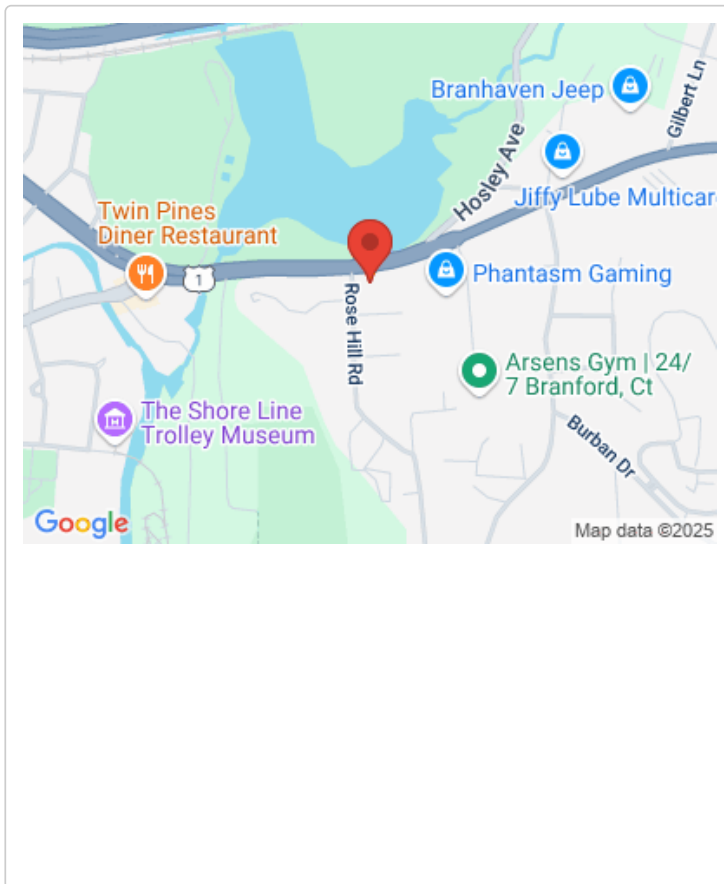 Branhaven Jeep
Gilbert Ln
Hosley Ave
Jiffy Lube Multicar
Twin Pines
Diner Restaurant
1
Phantasm Gaming
Rose Hill Rd
Arsens Gym | 24/
7 Branford, Ct
The Shore Line
Trolley Museum
Burban Dr
Google
Map data ©2025